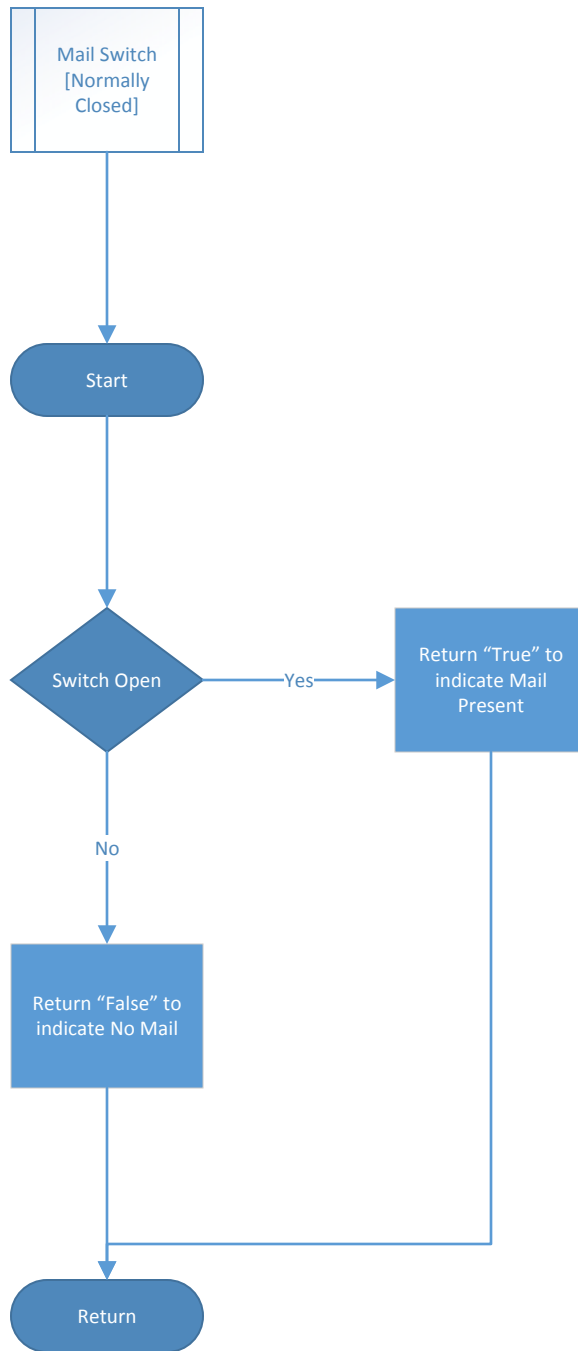 Mail Switch
[Normally
Closed]
Start
Switch Open
Yes
Return “True” to
indicate Mail
Present
No
Return “False” to
indicate No Mail
Return